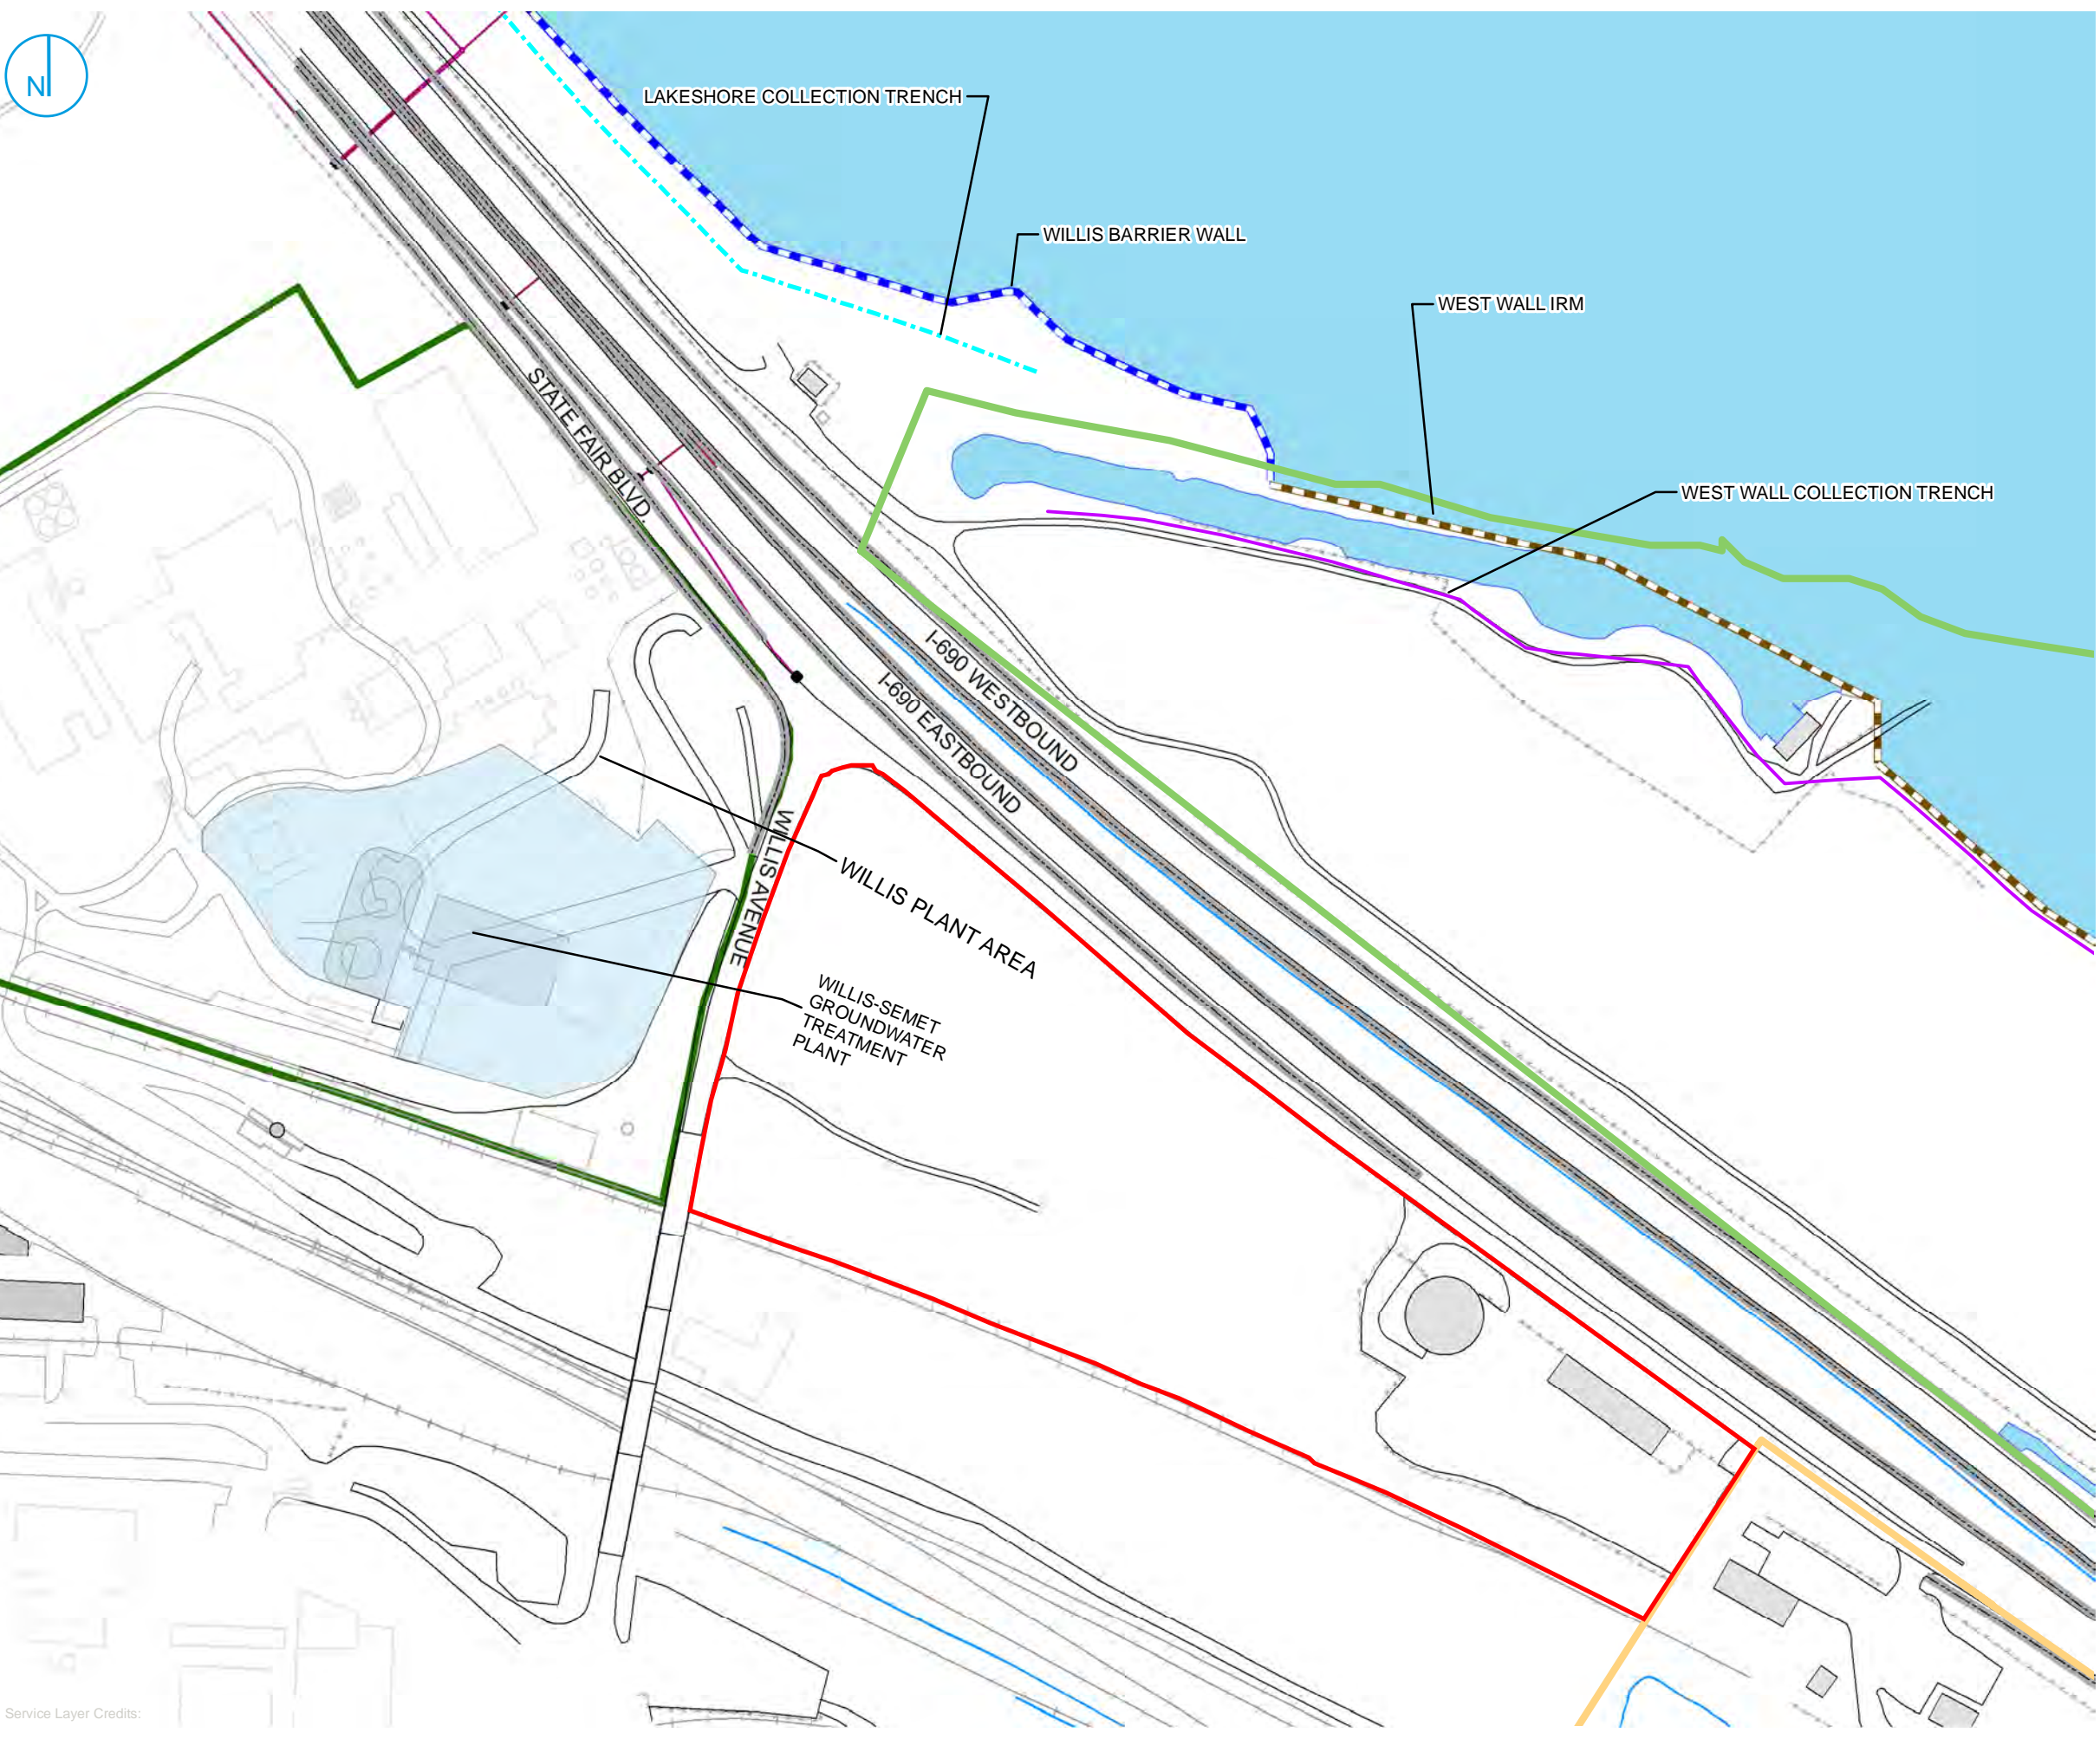 N
LAKESHORE COLLECTION TRENCH
WILLIS BARRIER WALL
WEST WALL IRM
WEST WALL COLLECTION TRENCH
STATE FAIR BLVD.
I-690 WESTBOUND
I-690 EASTBOUND
WILLIS AVENUE
WILLIS PLANT AREA
WILLIS-SEMET
GROUNDWATER
TREATMENT
PLANT
Service Layer Credits: